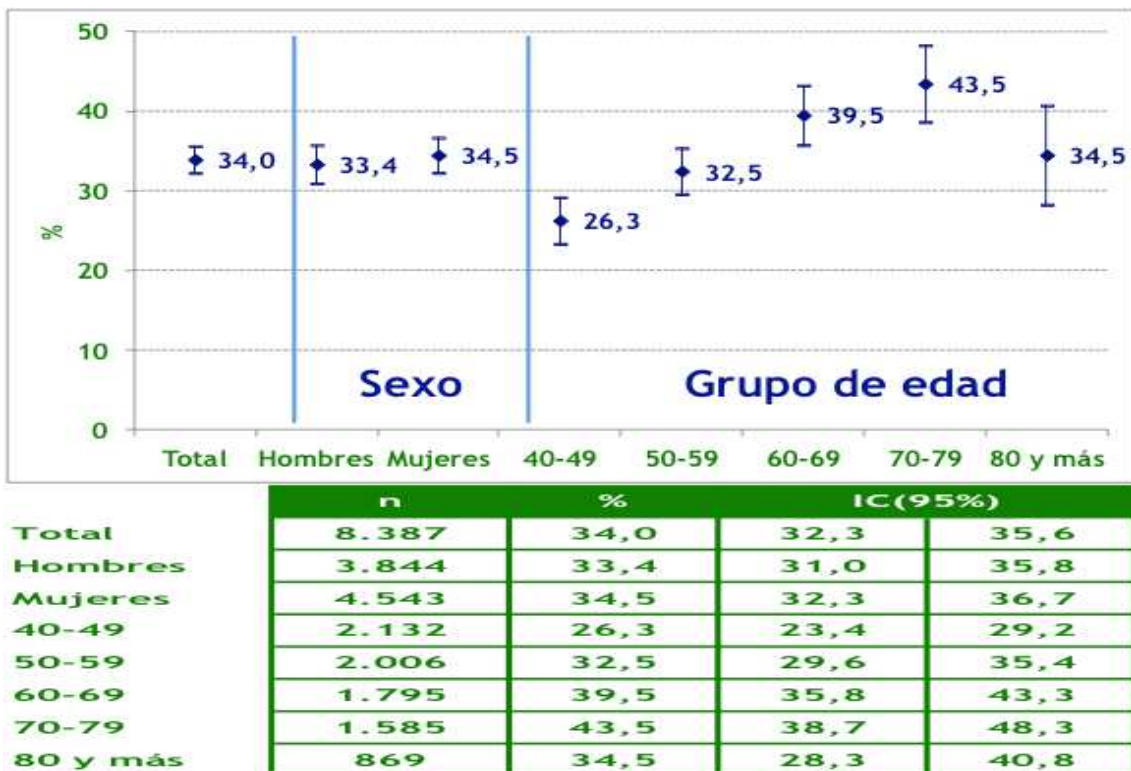 50
40
30
20
10
0
%
34,0
33,4
34,5
26,3
32,5
39,5
43,5
34,5
Sexo
Grupo de edad
Total Hombres Mujeres 40-49 50-59 60-69 70-79 80 y más
n % IC(95%)
Total 8.387 34,0 32,3 35,6
Hombres 3.844 33,4 31,0 35,8
Mujeres 4.543 34,5 32,3 36,7
40-49 2.132 26,3 23,4 29,2
50-59 2.006 32,5 29,6 35,4
60-69 1.795 39,5 35,8 43,3
70-79 1.585 43,5 38,7 48,3
80 y más 869 34,5 28,3 40,8